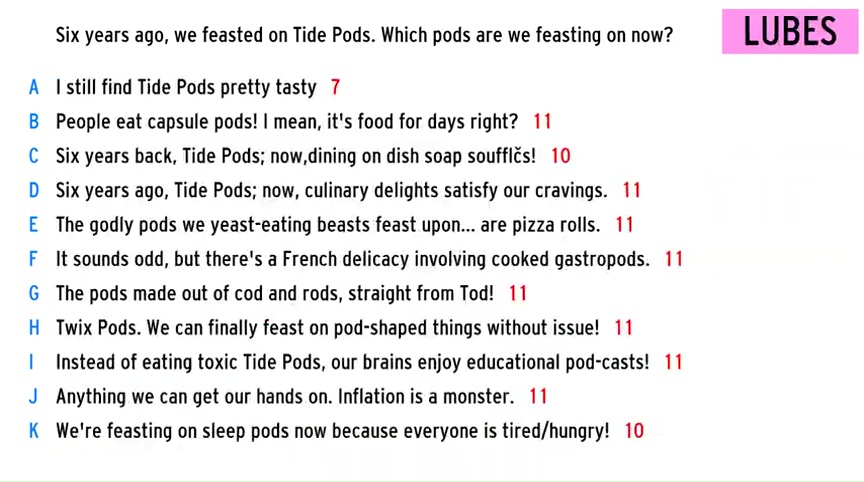 Six years ago, we feasted on Tide Pods. Which pods are we feasting on now?
LUBES
A I still find Tide Pods pretty tasty 7
B People eat capsule pods! I mean, it's food for days right? 11
C Six years back, Tide Pods; now,dining on dish soap soufflčs! 10
D Six years ago, Tide Pods; now, culinary delights satisfy our cravings. 11
E The godly pods we yeast-eating beasts feast upon... are pizza rolls. 11
F It sounds odd, but there's a French delicacy involving cooked gastropods. 11
G The pods made out of cod and rods, straight from Tod! 11
H Twix Pods. We can finally feast on pod-shaped things without issue! 11
I Instead of eating toxic Tide Pods, our brains enjoy educational pod-casts! 11
J Anything we can get our hands on. Inflation is a monster. 11
K We're feasting on sleep pods now because everyone is tired/hungry! 10